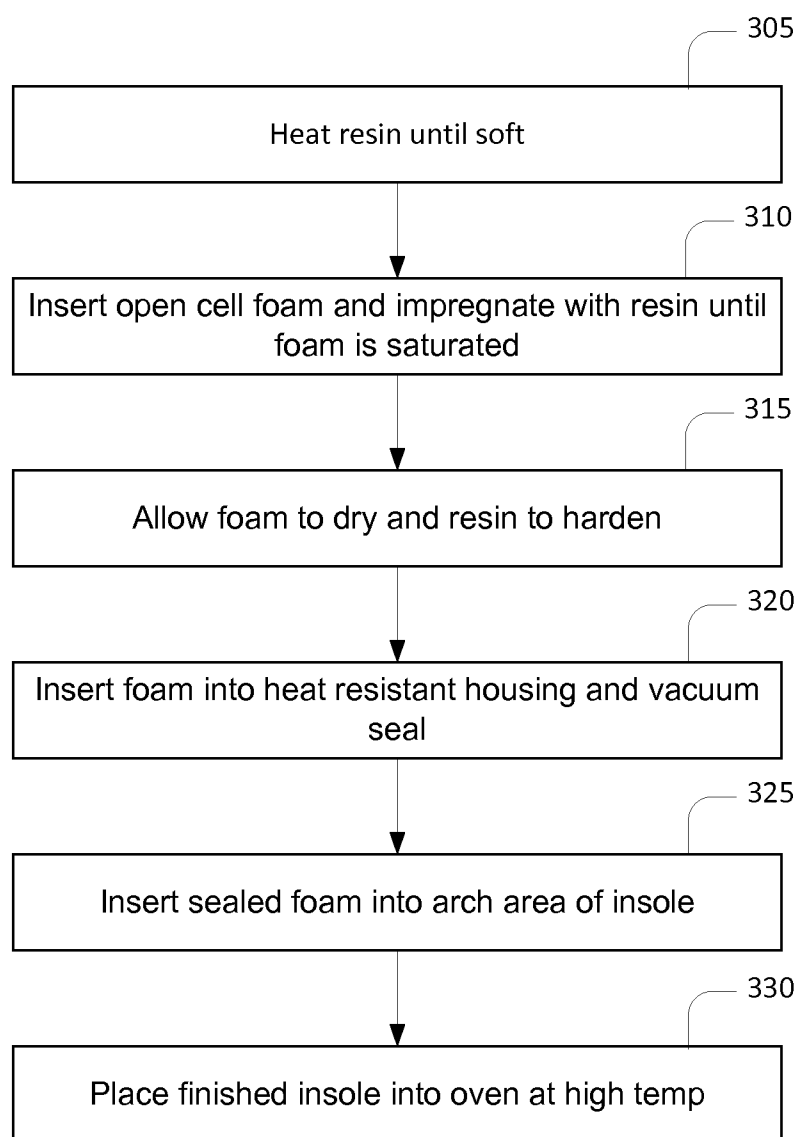 305
Heat resin until soft
310
Insert open cell foam and impregnate with resin until
foam is saturated
315
Allow foam to dry and resin to harden
320
Insert foam into heat resistant housing and vacuum
seal
325
Insert sealed foam into arch area of insole
330
Place finished insole into oven at high temp